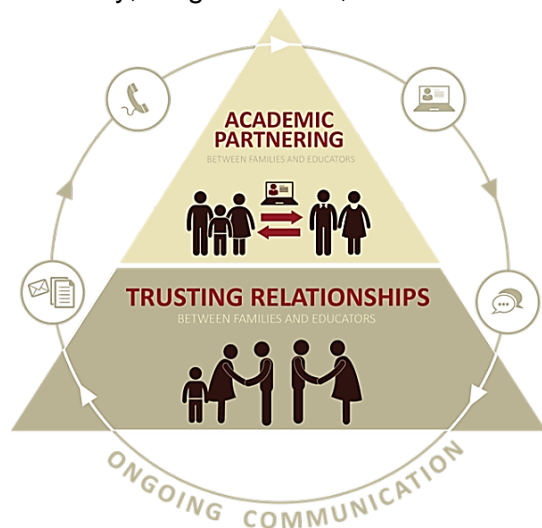 ACADEMIC
PARTNERING
BETWEEN FAMILIES AND EDUCATORS
TRUSTING RELATIONSHIPS
BETWEEN FAMILIES AND EDUCATORS
ONGOING COMMUNICATION